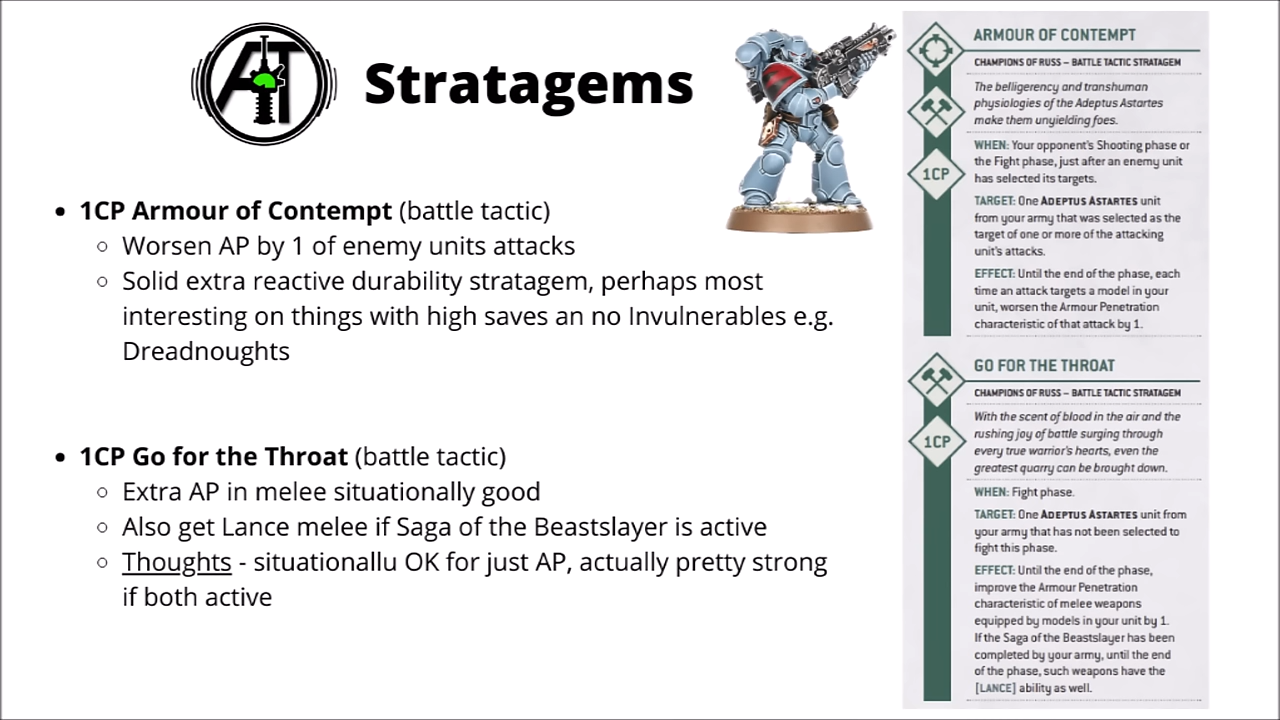 AT
Stratagems
1CP Armour of Contempt (battle tactic)
Worsen AP by 1 of enemy units attacks
Solid extra reactive durability stratagem, perhaps most
interesting on things with high saves an no Invulnerables e.g.
Dreadnoughts
1CP Go for the Throat (battle tactic)
Extra AP in melee situationally good
Also get Lance melee if Saga of the Beastslayer is active
Thoughts - situationallu OK for just AP, actually pretty strong
if both active
ARMOUR OF CONTEMPT
CHAMPIONS OF RUSS – BATTLE TACTIC STRATAGEM
The belligerency and transhuman
physiologies of the Adeptus Astartes
make them unyielding foes.
1CP
WHEN: Your opponent's Shooting phase or
the Fight phase, just after an enemy unit
has selected its targets.
TARGET: One ADEPTUS ASTARTES unit
from your army that was selected as the
target of one or more of the attacking
unit's attacks.
EFFECT: Until the end of the phase, each
time an attack targets a model in your
unit, worsen the Armour Penetration
characteristic of that attack by 1.
GO FOR THE THROAT
CHAMPIONS OF RUSS – BATTLE TACTIC STRATAGEM
1CP
With the scent of blood in the air and the
rushing joy of battle surging through
every true warrior's hearts, even the
greatest quarry can be brought down.
WHEN: Fight phase.
TARGET: One ADEPTUS ASTARTES unit from
your army that has not been selected to
fight this phase.
EFFECT: Until the end of the phase,
improve the Armour Penetration
characteristic of melee weapons
equipped by models in your unit by 1.
If the Saga of the Beastslayer has been
completed by your army, until the end
of the phase, such weapons have the
[LANCE] ability as well.